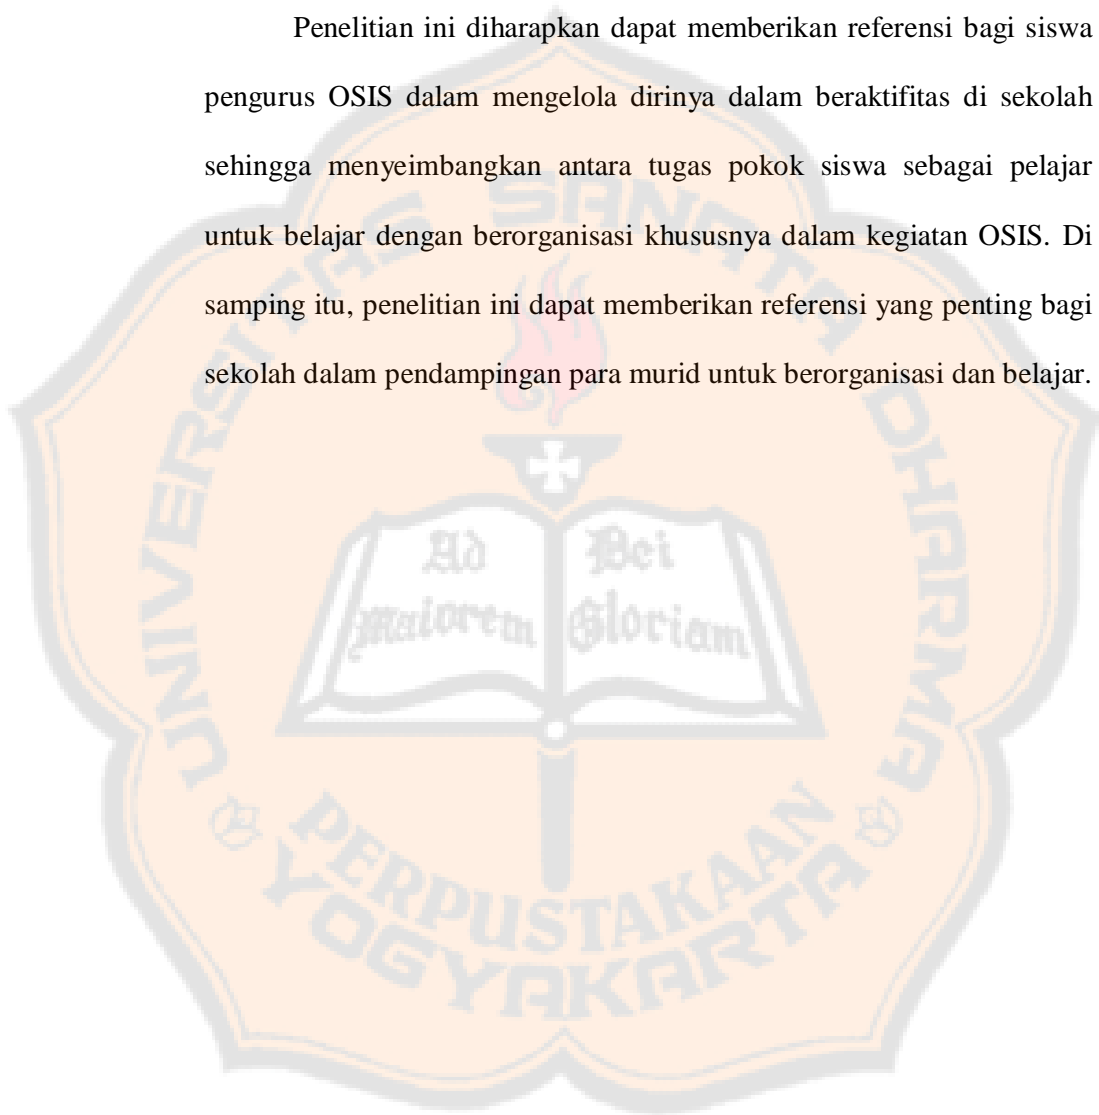 Penelitian ini diharapkan dapat memberikan referensi bagi siswa
pengurus OSIS dalam mengelola dirinya dalam beraktifitas di sekolah
sehingga menyeimbangkan antara tugas pokok siswa sebagai pelajar
untuk belajar dengan berorganisasi khususnya dalam kegiatan OSIS. Di
samping itu, penelitian ini dapat memberikan referensi yang penting bagi
sekolah dalam pendampingan para murid untuk berorganisasi dan belajar.
UNIVERSITAS SANATA DHARMA
Ad
Maiorem
Dei
Gloriam
PERPUSTAKAAN
YOGYAKARTA